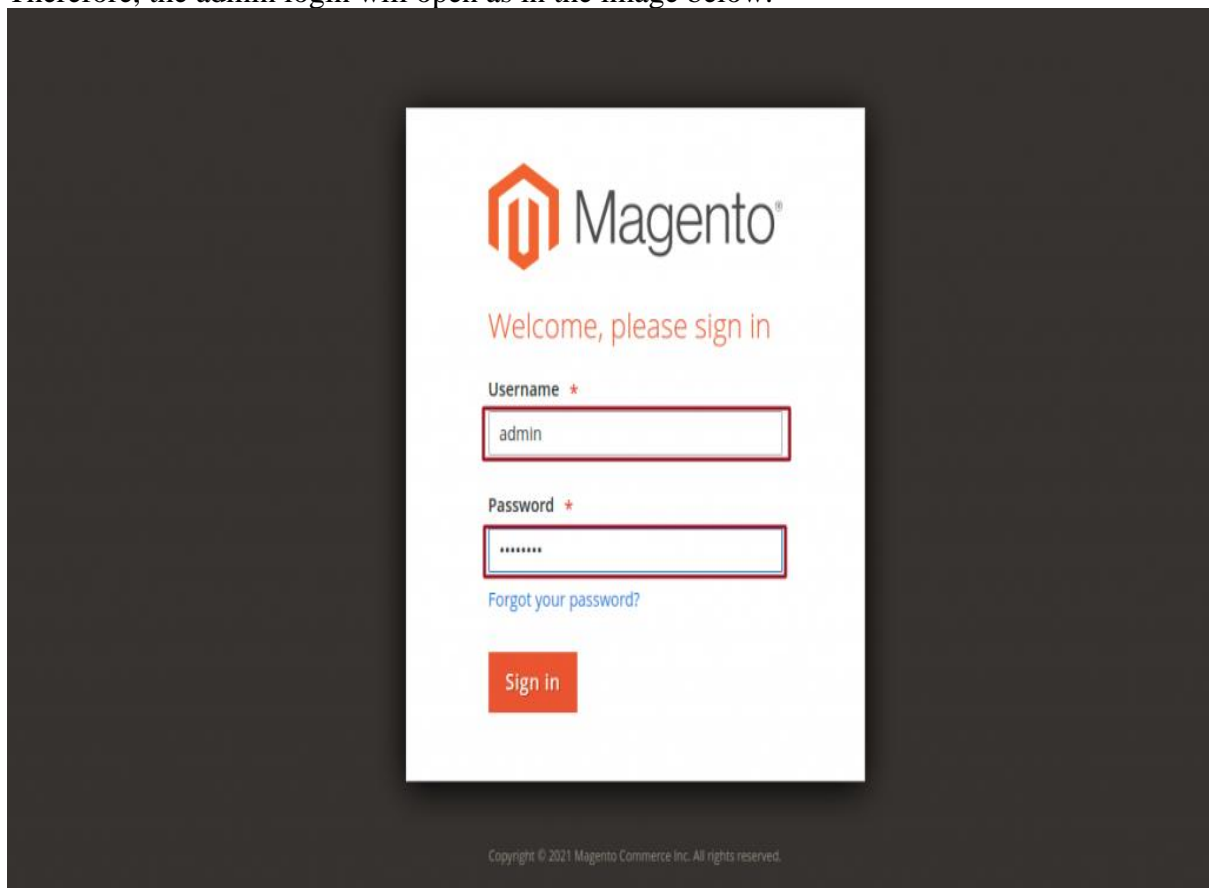 Therefore, the admin login will open as in the image below.
Magento®
Welcome, please sign in
Username *
admin
Password *
••••••••
Forgot your password?
Sign in
Copyright © 2021 Magento Commerce Inc. All rights reserved.